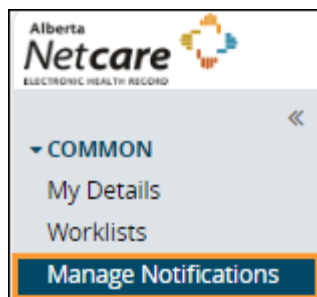 Alberta
Netcare
ELECTRONIC HEALTH RECORD
«
COMMON
My Details
Worklists
Manage Notifications